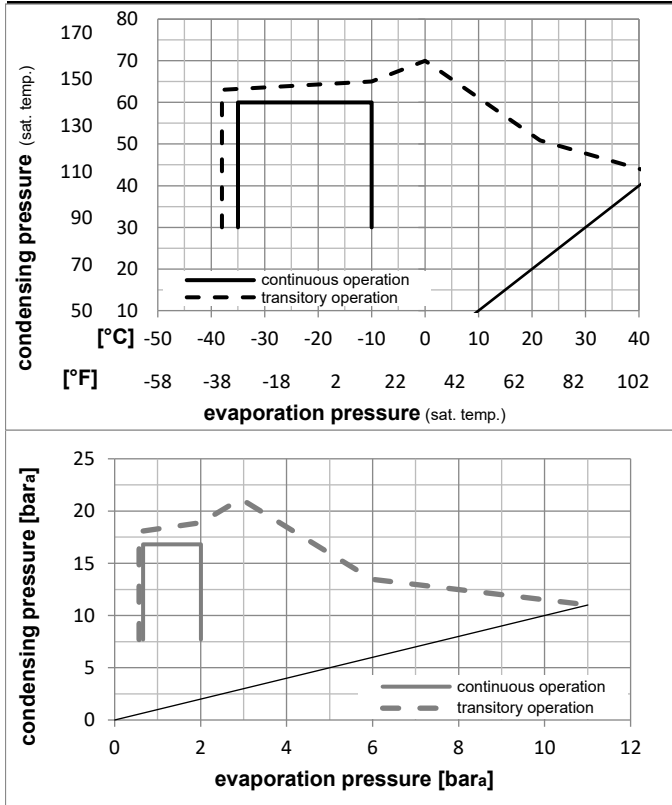 condensing pressure (sat. temp.)
170 80
150 70
130 60
110 50
90 40
70 30
50 20
10
continuous operation
transitory operation
[°C] -50 -40 -30 -20 -10 0 10 20 30 40
[°F] -58 -38 -18 2 22 42 62 82 102
evaporation pressure (sat. temp.)
condensing pressure [bara]
25
20
15
10
5
0
continuous operation
transitory operation
0 2 4 6 8 10 12
evaporation pressure [bara]